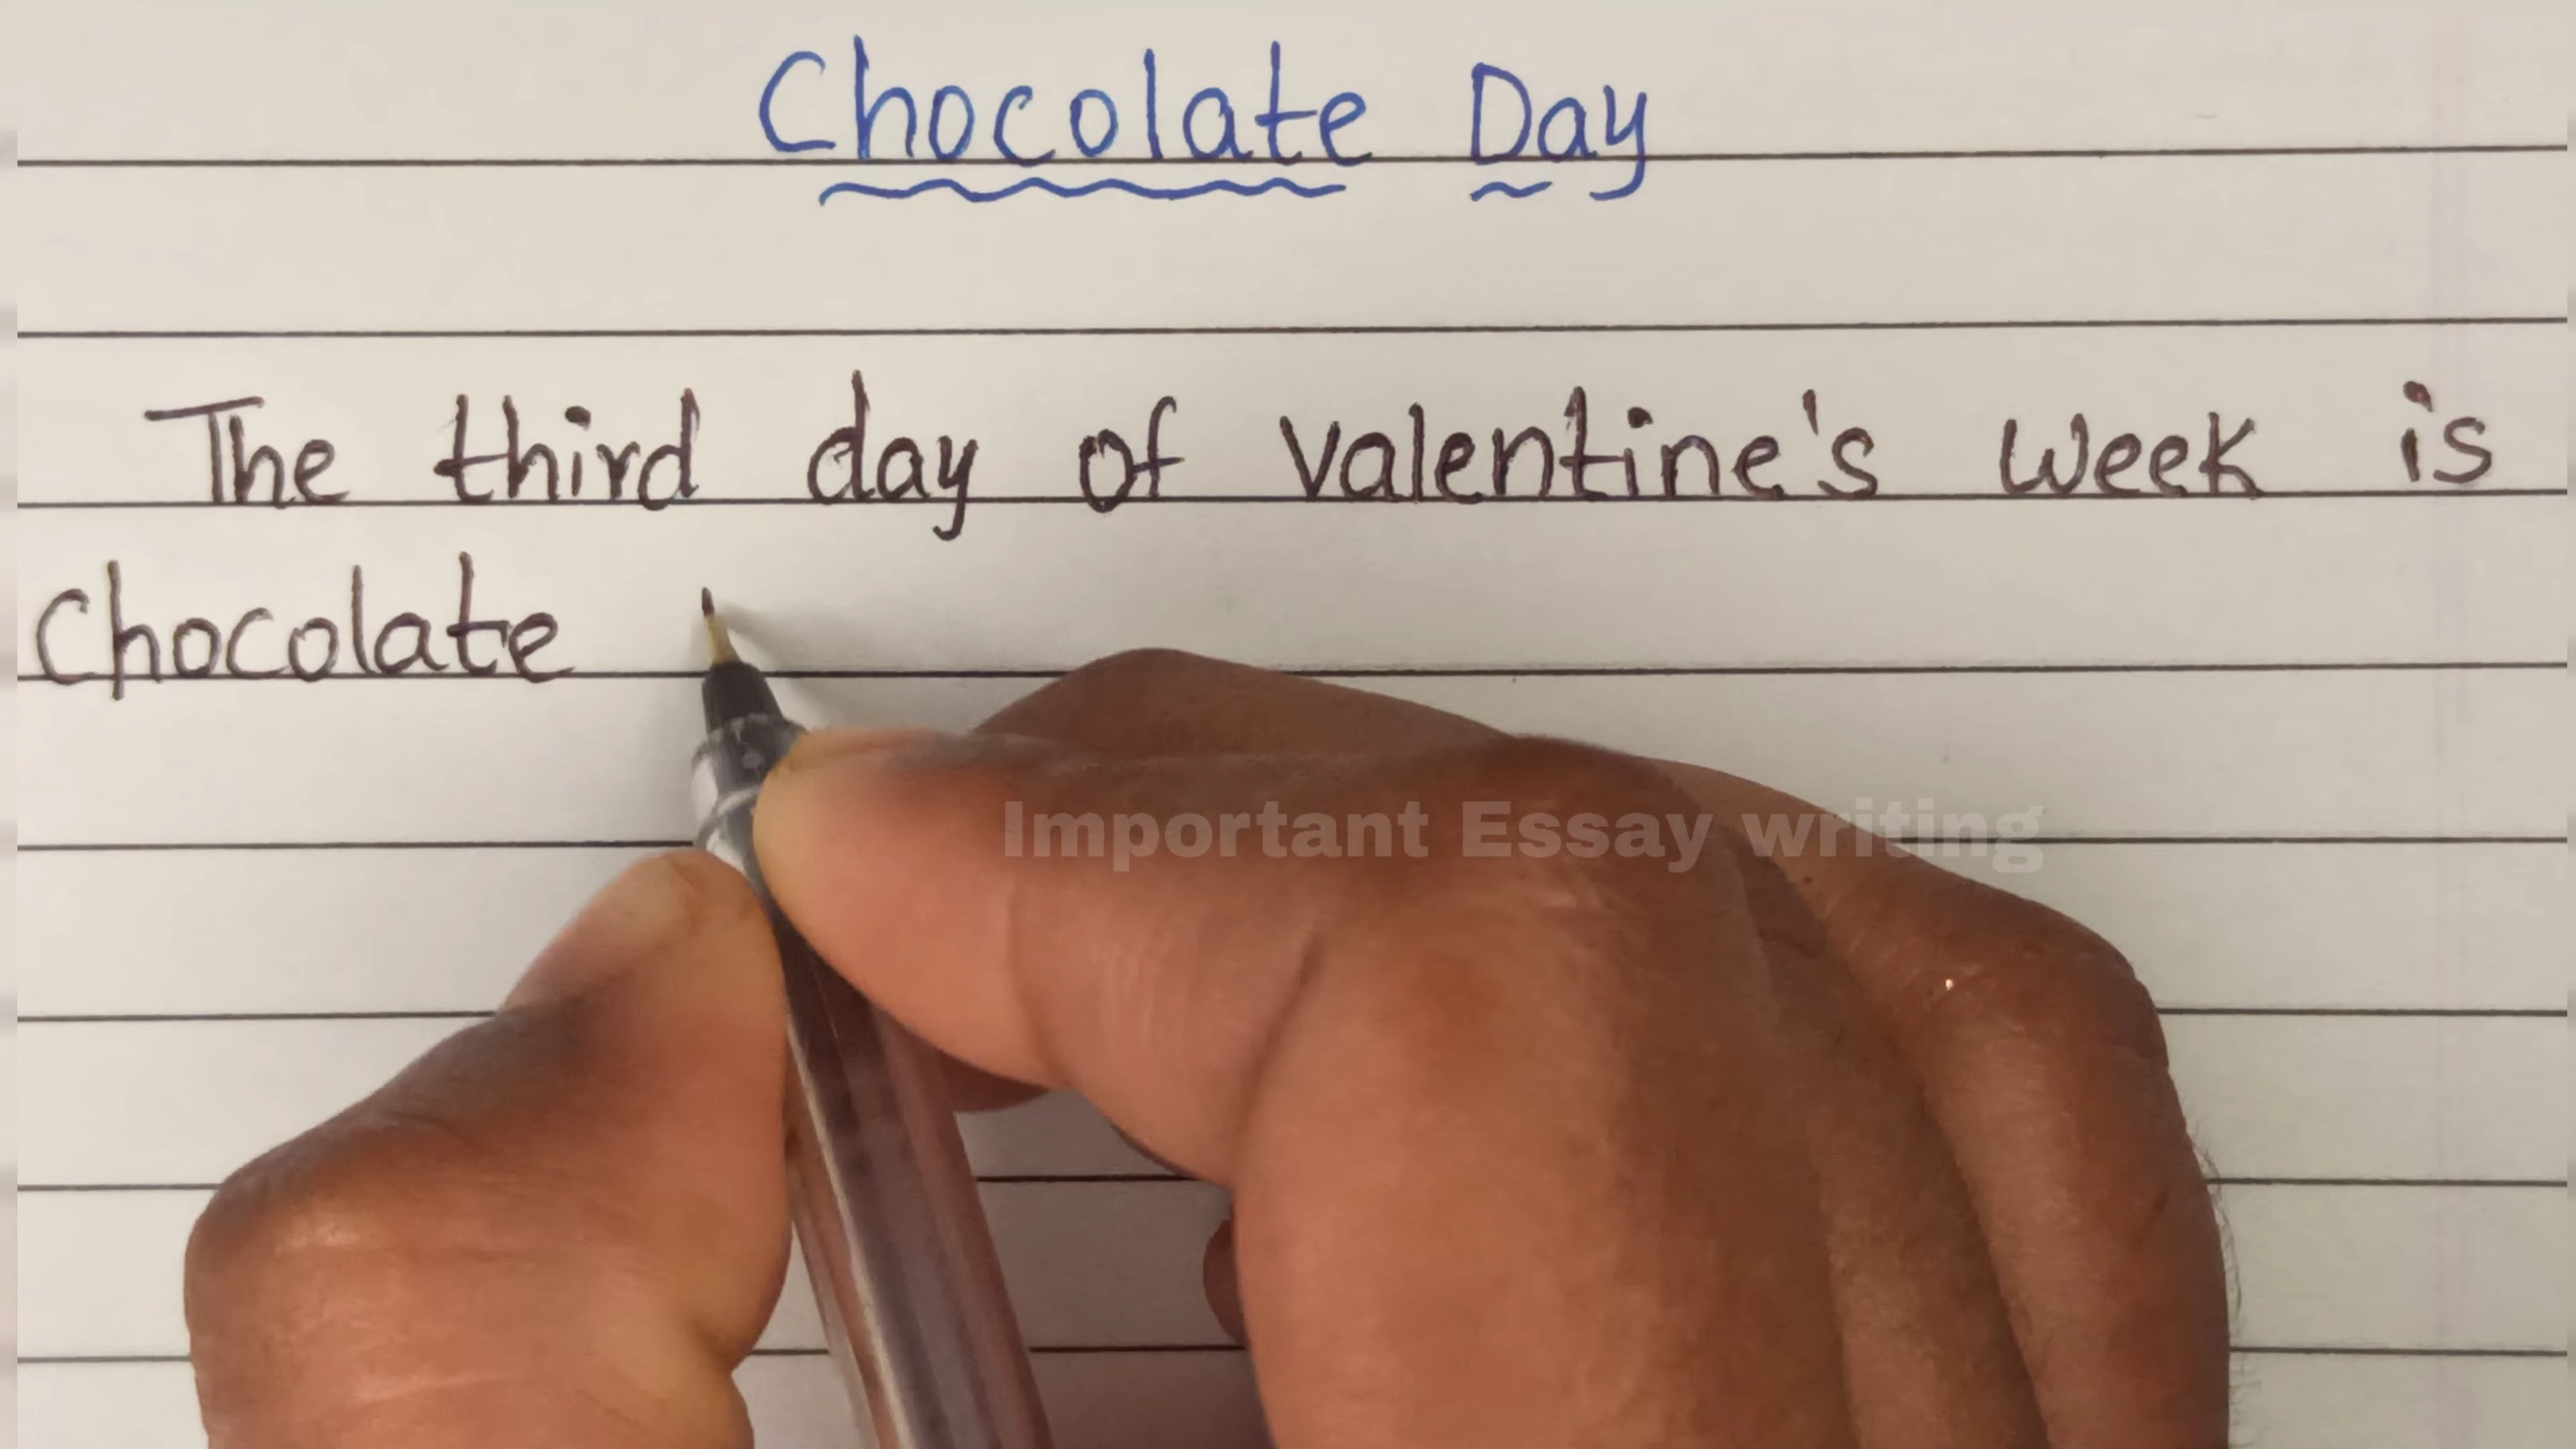 Chocolate Day
The third day of valentine's week is
Chocolate
Important Essay writing